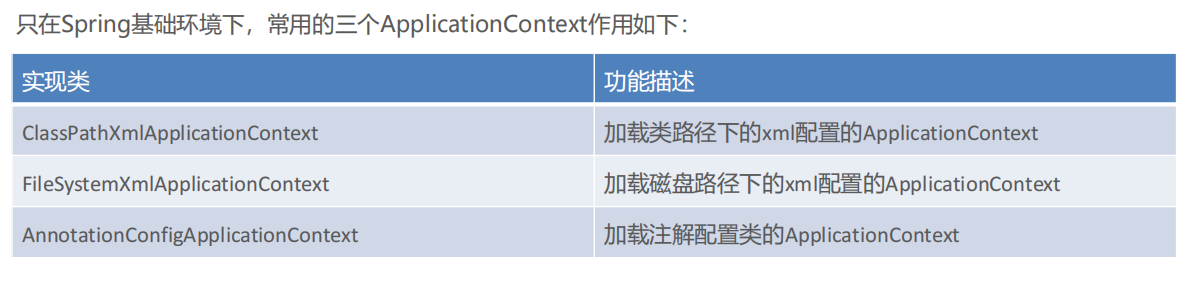 只在Spring基础环境下，常用的三个ApplicationContext作用如下：
实现类 功能描述
ClassPathXmlApplicationContext 加载类路径下的xml配置的ApplicationContext
FileSystemXmlApplicationContext 加载磁盘路径下的xml配置的ApplicationContext
AnnotationConfigApplicationContext 加载注解配置类的ApplicationContext